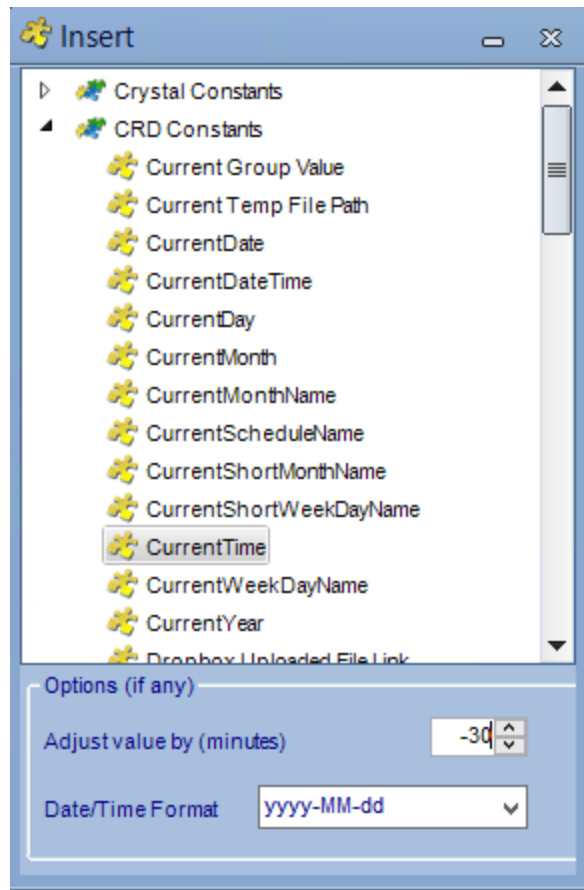 Insert
Crystal Constants
CRD Constants
Current Group Value
Current Temp File Path
CurrentDate
CurrentDateTime
CurrentDay
CurrentMonth
CurrentMonthName
CurrentScheduleName
CurrentShortMonthName
CurrentShortWeekDayName
CurrentTime
CurrentWeekDayName
CurrentYear
Dropbox Uploaded File Link
Options (if any)
Adjust value by (minutes) -30
Date/Time Format yyyy-MM-dd